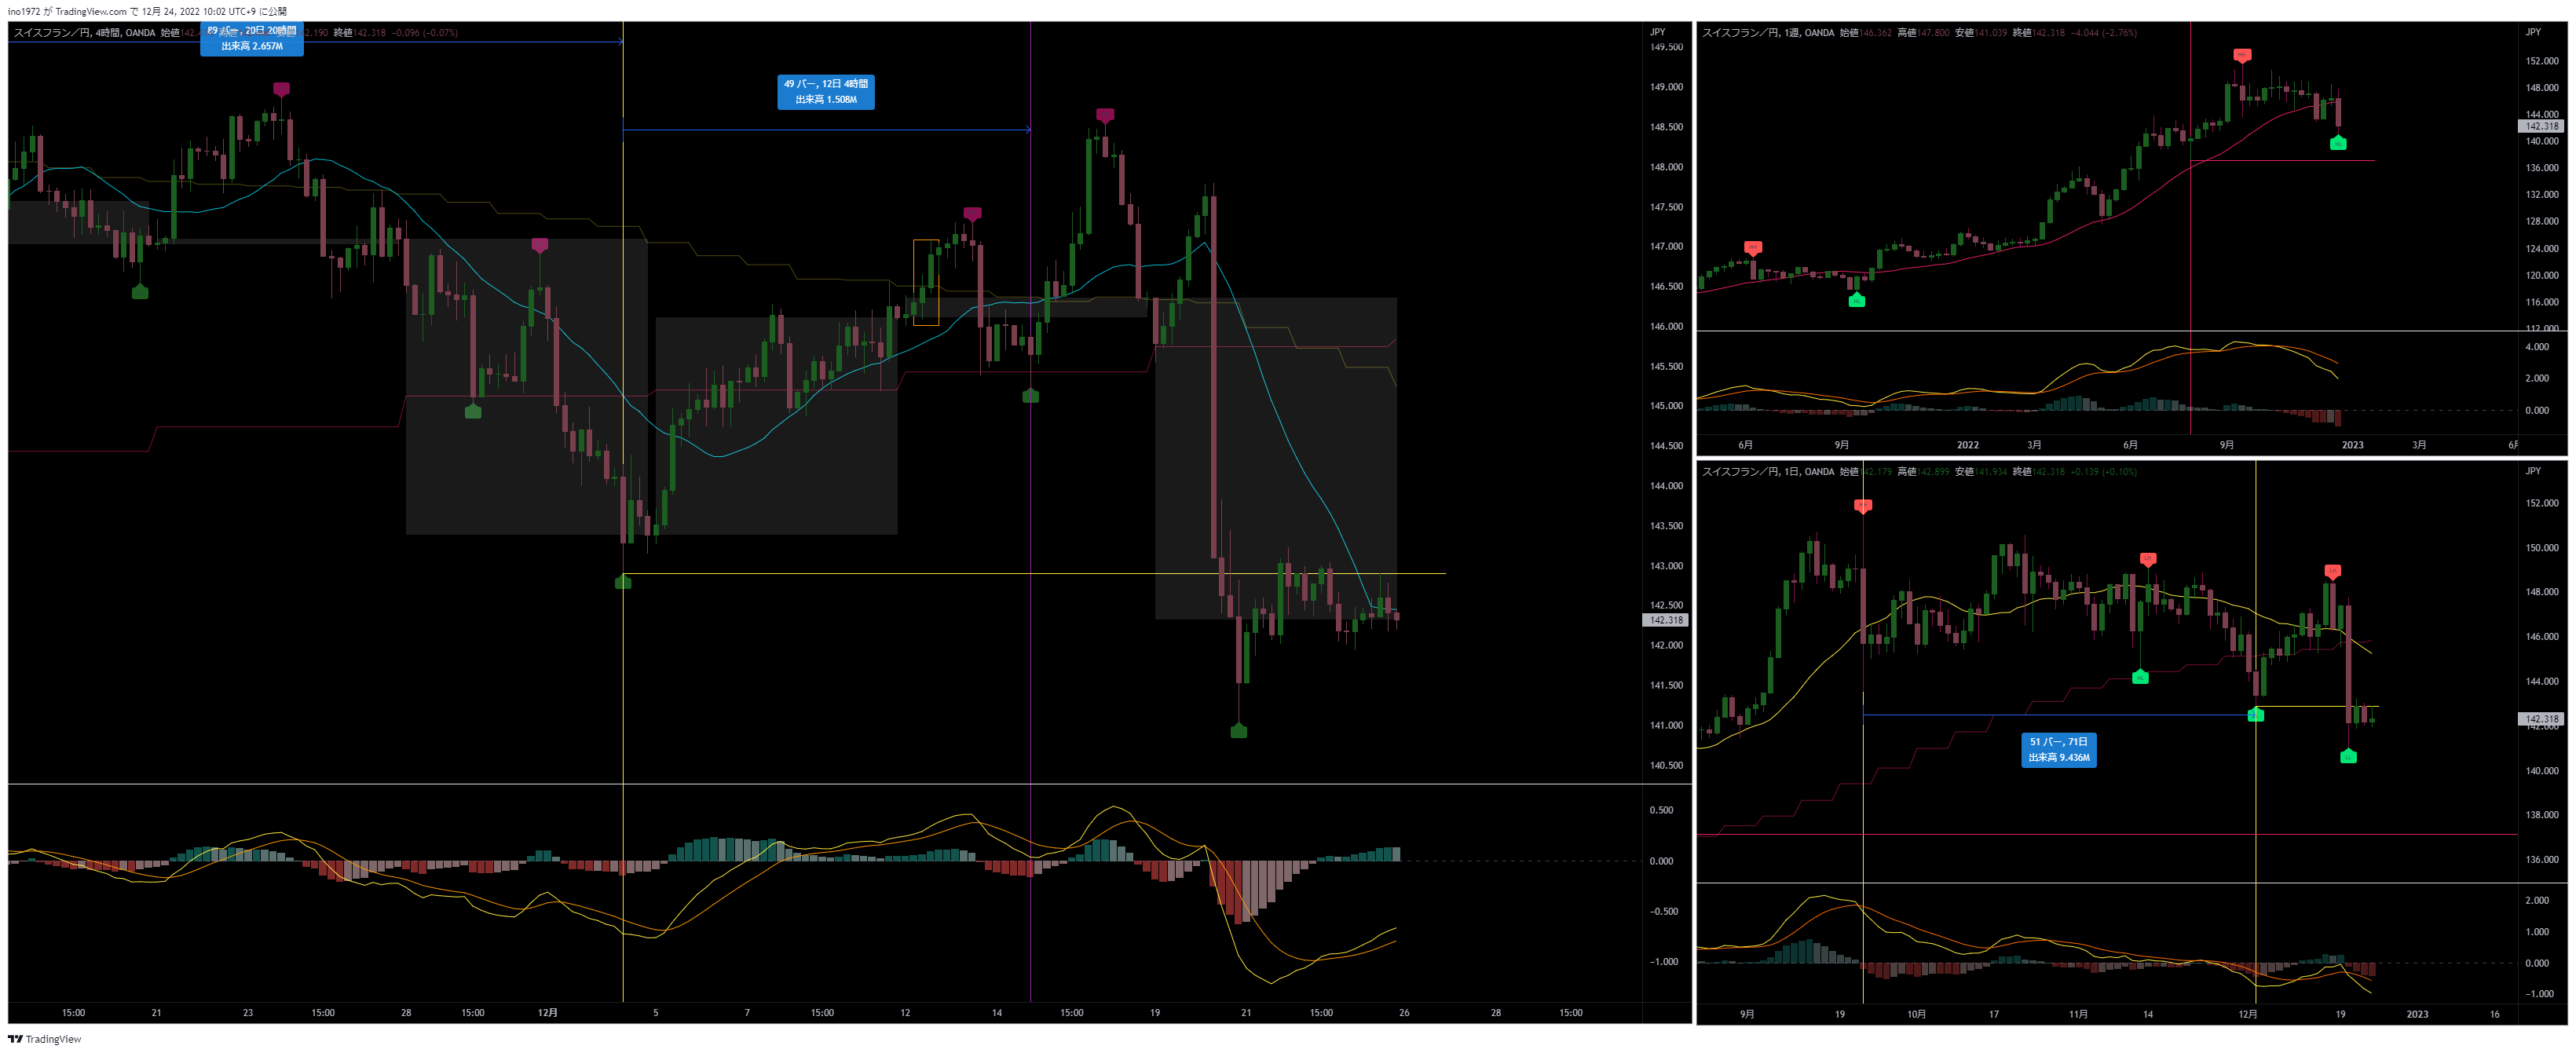 ino1972 が TradingView.com で 12月 24, 2022 10:02 UTC+9 に公開
スイスフラン／円, 4時間, OANDA 始値142. 2.190 終値142.318 −0.096 (−0.07%)
89 バー, 20日 20時間
出来高 2.657M
49 バー, 12日 4時間
出来高 1.508M
JPY
149.500
149.000
148.500
148.000
147.500
147.000
146.500
146.000
145.500
145.000
144.500
144.000
143.500
143.000
142.500
142.318
142.000
141.500
141.000
140.500
0.500
0.000
−0.500
−1.000
15:00 21 23 15:00 28 15:00 12月 5 7 15:00 12 14 15:00 19 21 15:00 26 28 15:00
スイスフラン／円, 1週, OANDA 始値146.362 高値147.800 安値141.039 終値142.318 −4.044 (−2.76%)
JPY
152.000
148.000
144.000
142.318
140.000
136.000
132.000
128.000
124.000
120.000
116.000
112.000
4.000
2.000
0.000
6月 9月 2022 3月 6月 9月 2023 3月 6月
スイスフラン／円, 1日, OANDA 始値142.179 高値142.899 安値141.934 終値142.318 +0.139 (+0.10%)
JPY
152.000
150.000
148.000
146.000
144.000
142.318
142.000
140.000
138.000
136.000
LH
LH
HL
LL
51 バー, 71日
出来高 9.436M
2.000
1.000
0.000
−1.000
9月 19 10月 17 11月 14 12月 19 2023 16
TradingView